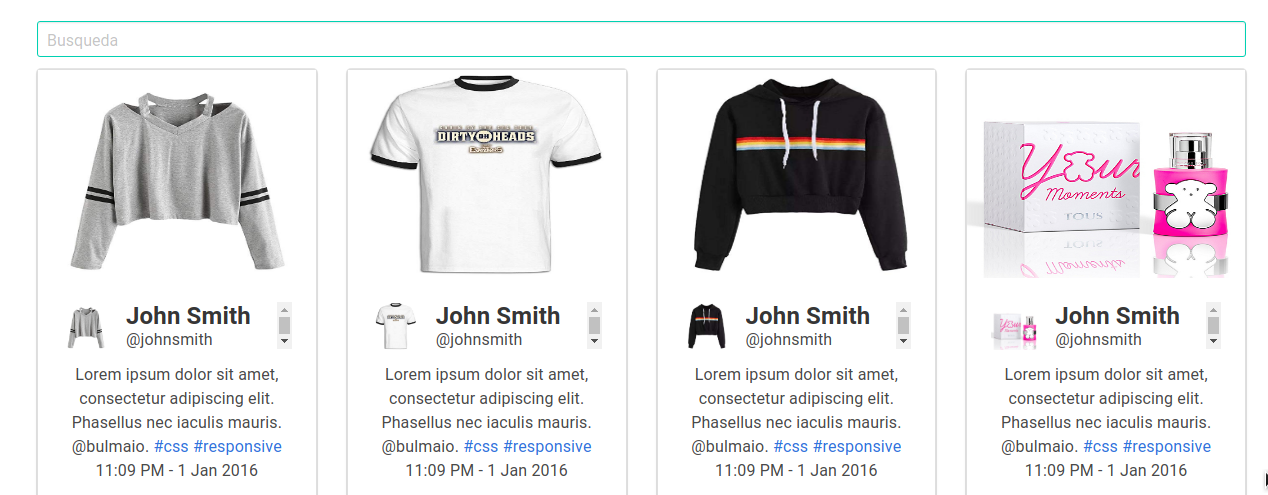 Busqueda
DIRTY HEADS
Your
Moments
TOUS
John Smith
@johnsmith
Lorem ipsum dolor sit amet,
consectetur adipiscing elit.
Phasellus nec iaculis mauris.
@bulmaio. #css #responsive
11:09 PM - 1 Jan 2016
John Smith
@johnsmith
Lorem ipsum dolor sit amet,
consectetur adipiscing elit.
Phasellus nec iaculis mauris.
@bulmaio. #css #responsive
11:09 PM - 1 Jan 2016
John Smith
@johnsmith
Lorem ipsum dolor sit amet,
consectetur adipiscing elit.
Phasellus nec iaculis mauris.
@bulmaio. #css #responsive
11:09 PM - 1 Jan 2016
John Smith
@johnsmith
Lorem ipsum dolor sit amet,
consectetur adipiscing elit.
Phasellus nec iaculis mauris.
@bulmaio. #css #responsive
11:09 PM - 1 Jan 2016